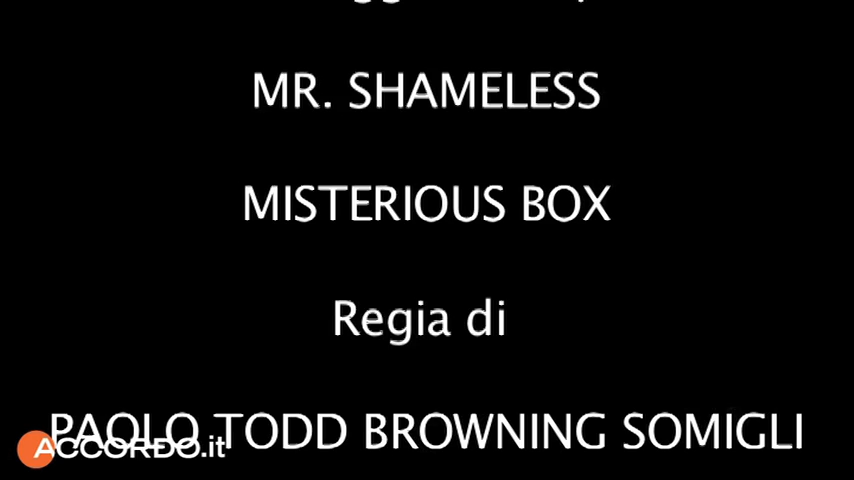 MR. SHAMELESS
MISTERIOUS BOX
Regia di
PAOLO TODD BROWNING SOMIGLI
ACCORDO.it